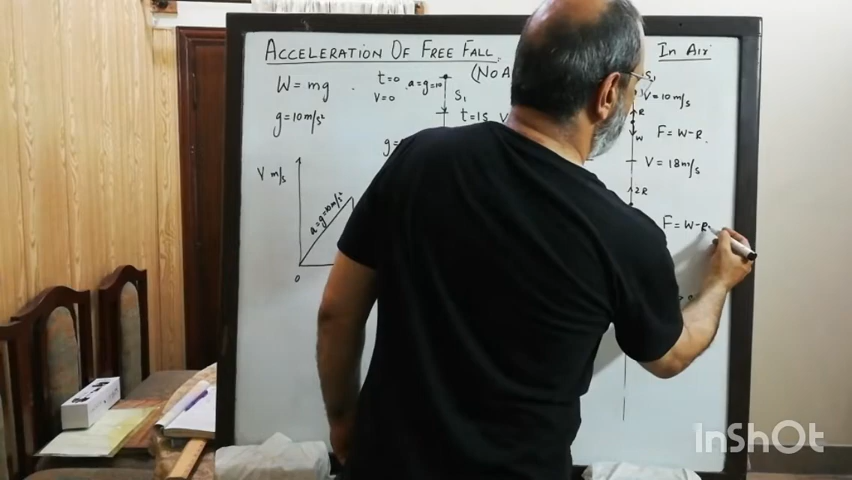 ACCELERATION OF FREE FALL
(NO A
In Air
W = mg
t=0
a=g=10
V=0
S₁
t=1s
g=10m/s²
V m/s
a=g=10m/s²
0
S₁
V=10m/s
R
F=W-R
W
V=18m/s
2R
F=W-R
InShOt